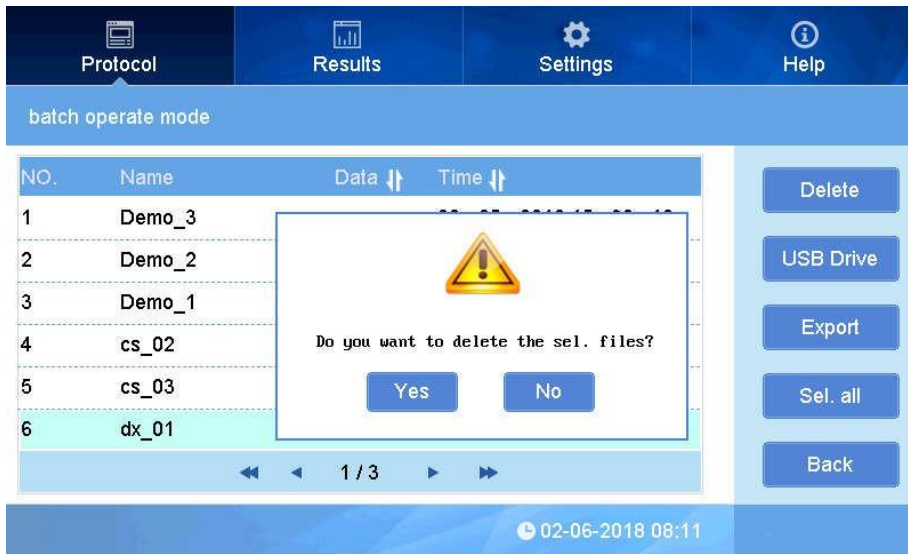 Protocol Results Settings Help
batch operate mode
NO. Name Data Time
1 Demo_3
2 Demo_2
3 Demo_1
4 cs_02
5 cs_03
6 dx_01
Do you want to delete the sel. files?
Yes No
1/3
Delete
USB Drive
Export
Sel. all
Back
02-06-2018 08:11